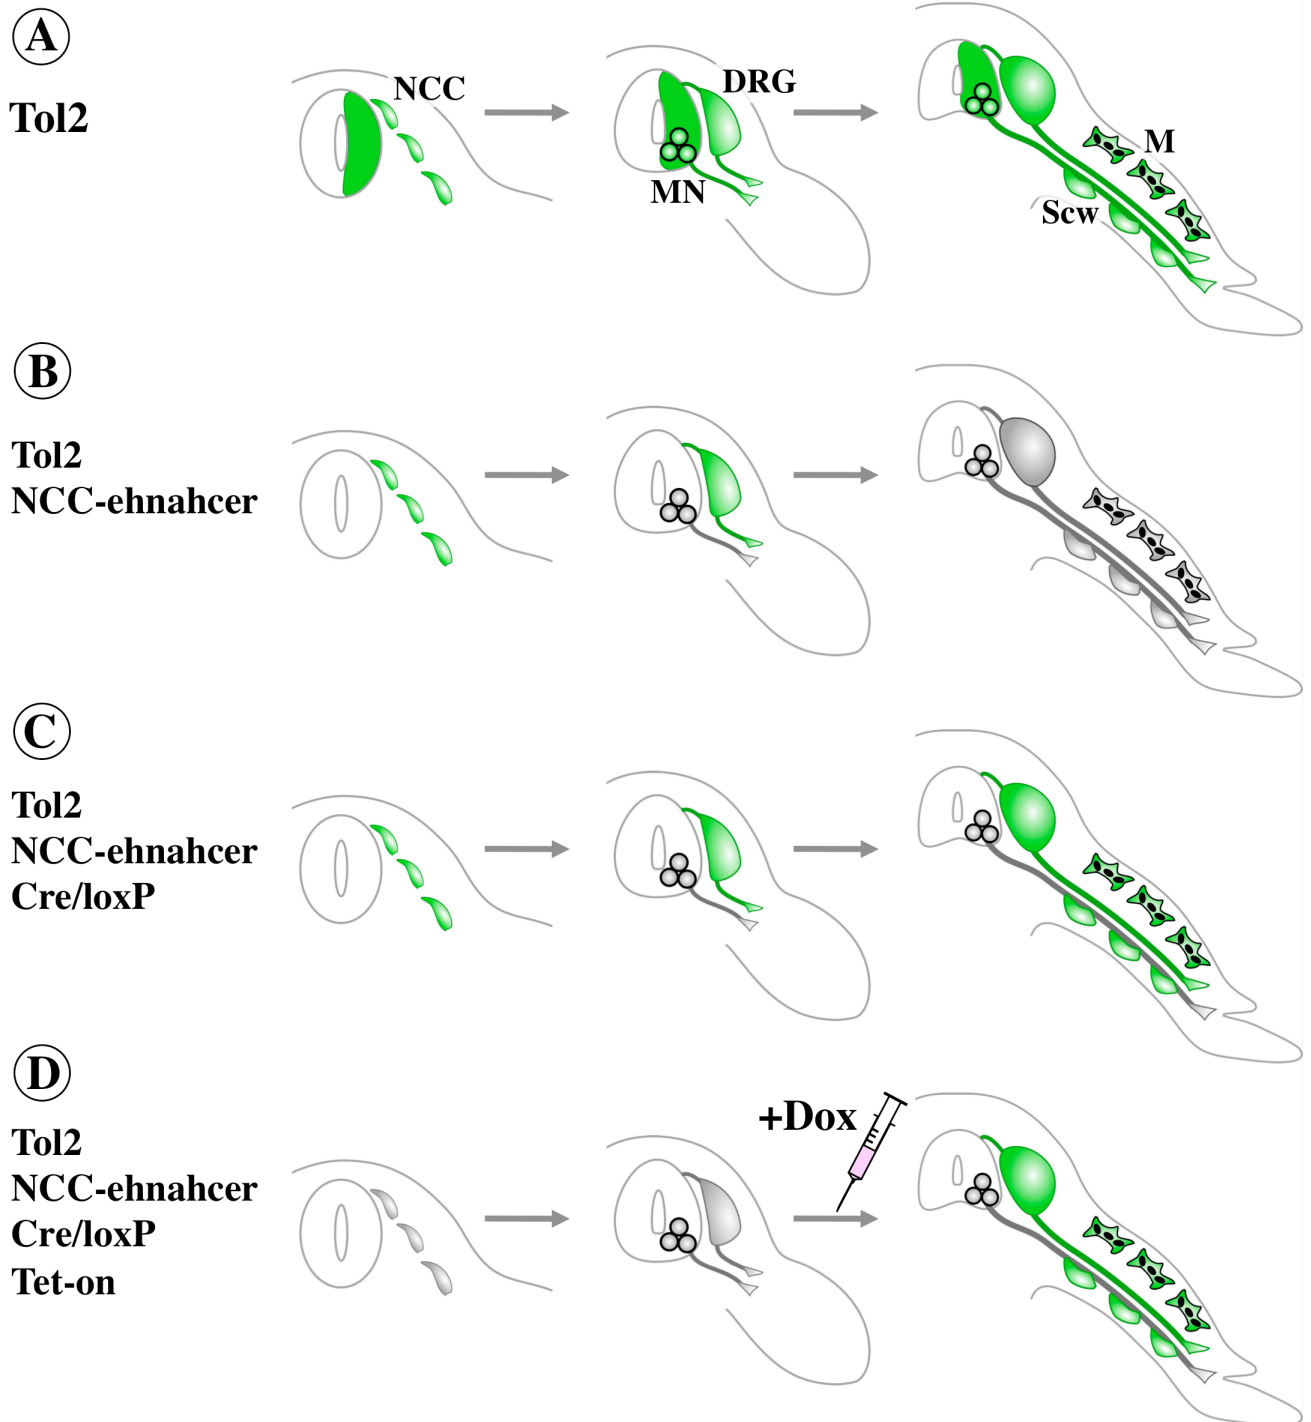 A
Tol2
NCC
DRG
MN
M
Scw
B
Tol2
NCC-ehnahcer
C
Tol2
NCC-ehnahcer
Cre/loxP
D
Tol2
NCC-ehnahcer
Cre/loxP
Tet-on
+Dox